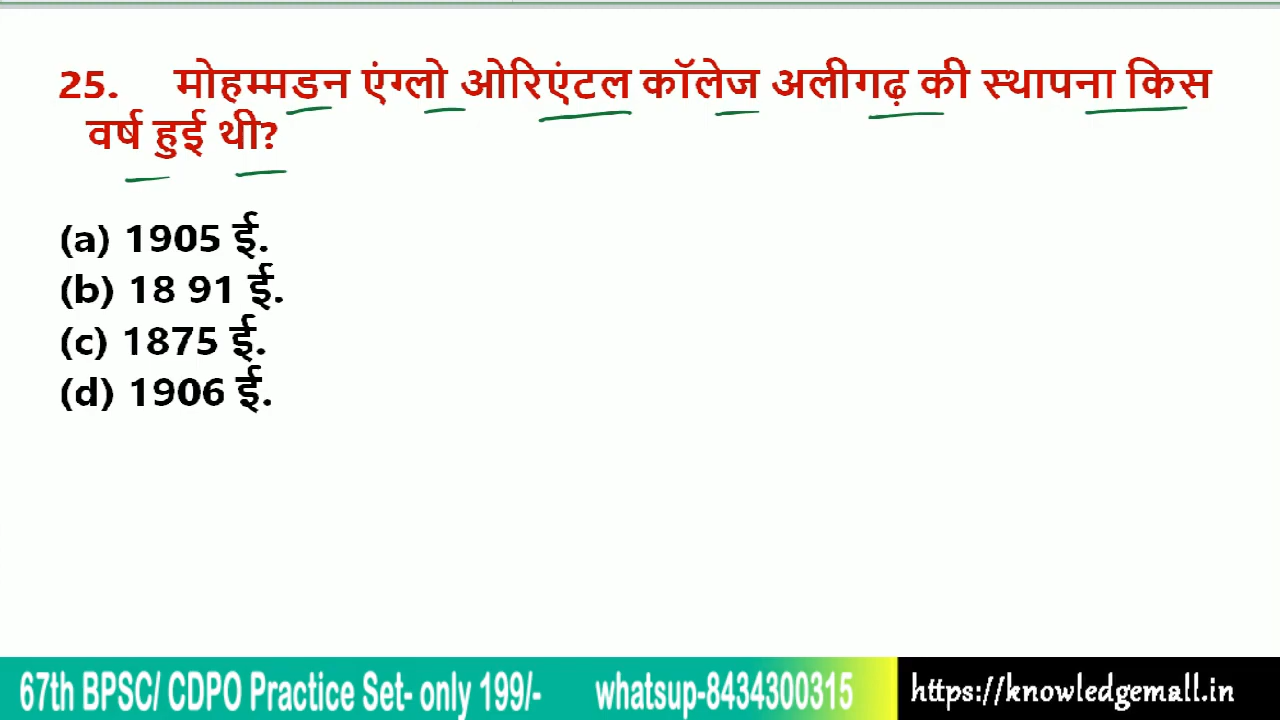 25. मोहम्मडन एंग्लो ओरिएंटल कॉलेज अलीगढ़ की स्थापना किस
वर्ष हुई थी?
(a) 1905 ई.
(b) 18 91 ई.
(c) 1875 ई.
(d) 1906 ई.
67th BPSC/ CDPO Practice Set- only 199/- whatsup-8434300315 https://knowledgemall.in